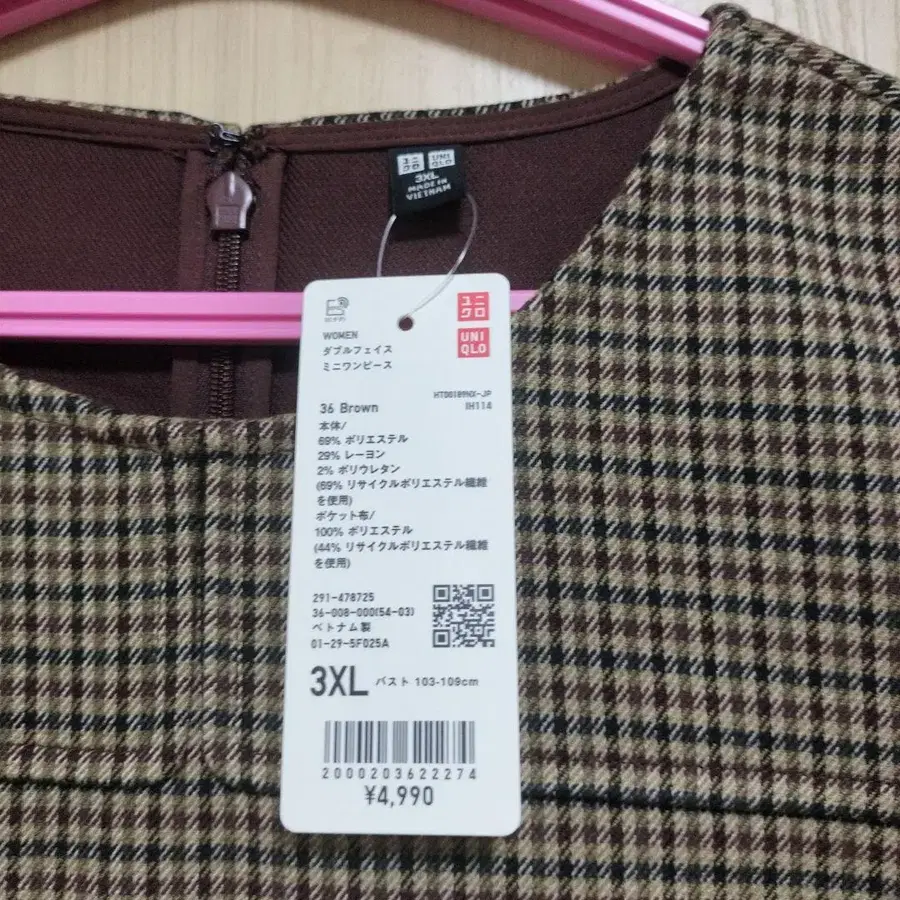 ユニ
クロ
UNI
QLO
3XL
MADE IN
VIETNAM
ユニ
クロ
UNI
QLO
WOMEN
ダブルフェイス
ミニワンピース
HT00189NX-JP
36 Brown
IH114
本体/
69% ポリエステル
29% レーヨン
2% ポリウレタン
(69% リサイクルポリエステル繊維
を使用)
ポケット布/
100% ポリエステル
(44% リサイクルポリエステル繊維
を使用)
291-478725
36-008-000(54-03)
ベトナム製
01-29-5F025A
3XL バスト 103-109cm
2000203622274
¥4,990